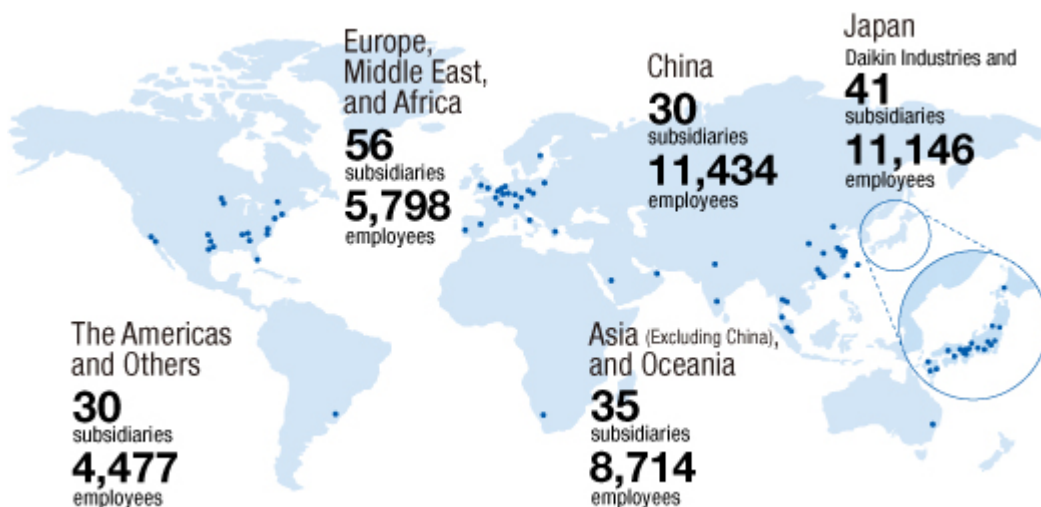 Europe,
Middle East,
and Africa
56
subsidiaries
5,798
employees
China
30
subsidiaries
11,434
employees
Japan
Daikin Industries and
41
subsidiaries
11,146
employees
The Americas
and Others
30
subsidiaries
4,477
employees
Asia (Excluding China),
and Oceania
35
subsidiaries
8,714
employees